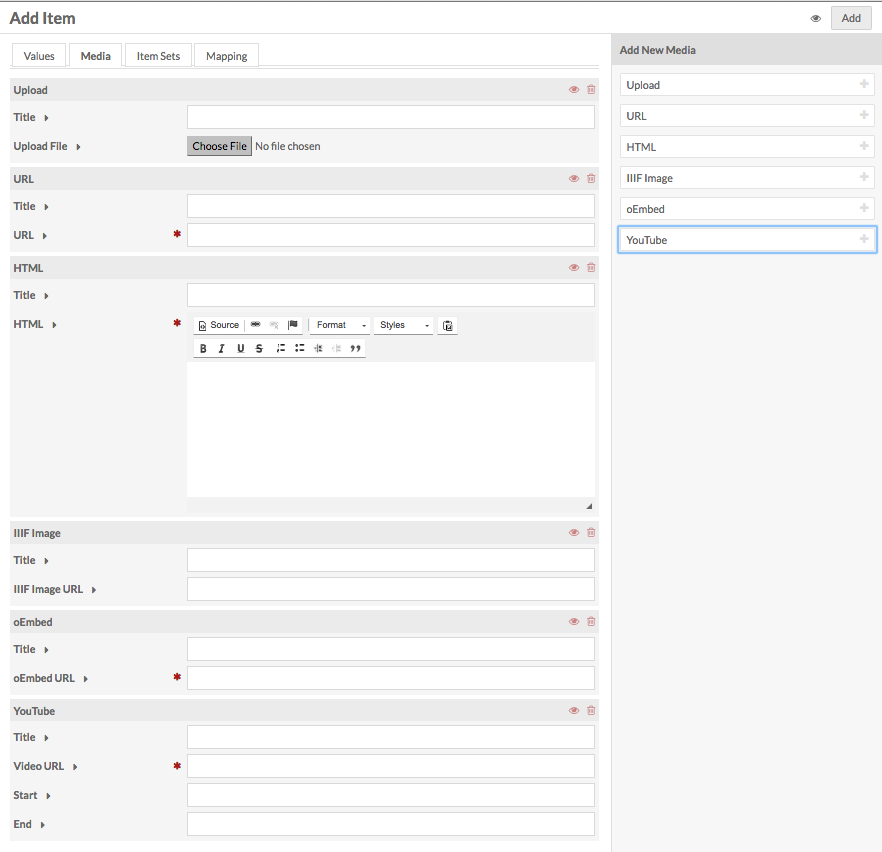 Add Item
Add
Values Media Item Sets Mapping
Upload
Title
Upload File Choose File No file chosen
URL
Title
URL *
HTML
Title
HTML * Source Format Styles
B I U S
IIIF Image
Title
IIIF Image URL
oEmbed
Title
oEmbed URL *
YouTube
Title
Video URL *
Start
End
Add New Media
Upload
URL
HTML
IIIF Image
oEmbed
YouTube